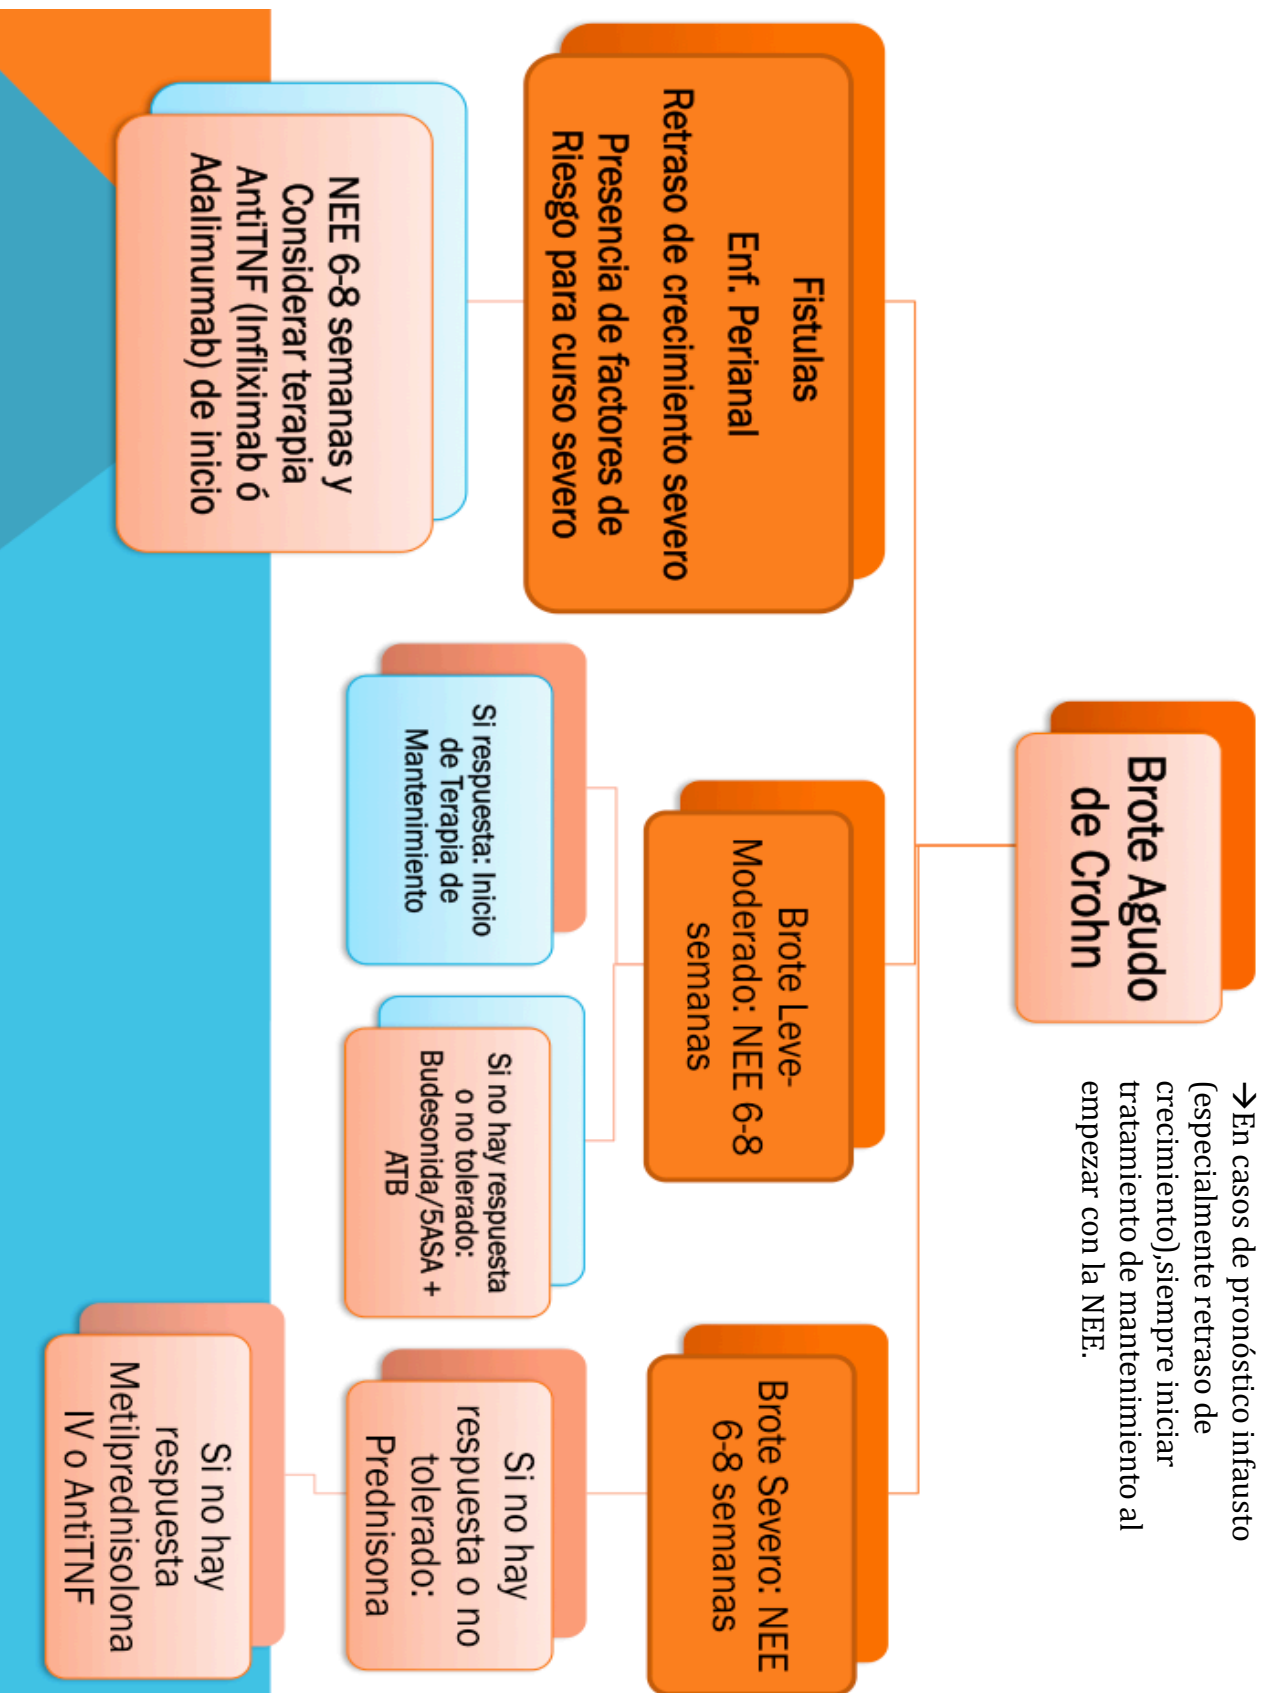 Brote Agudo
de Crohn
→En casos de pronóstico infausto
(especialmente retraso de
crecimiento),siempre iniciar
tratamiento de mantenimiento al
empezar con la NEE.
Fistulas
Enf. Perianal
Retraso de crecimiento severo
Presencia de factores de
Riesgo para curso severo
NEE 6-8 semanas y
Considerar terapia
AntiTNF (Infliximab ó
Adalimumab) de inicio
Brote Leve-
Moderado: NEE 6-8
semanas
Si respuesta: Inicio
de Terapia de
Mantenimiento
Si no hay respuesta
o no tolerado:
Budesonida/5ASA +
ATB
Brote Severo: NEE
6-8 semanas
Si no hay
respuesta o no
tolerado:
Prednisona
Si no hay
respuesta
Metilprednisolona
IV o AntiTNF